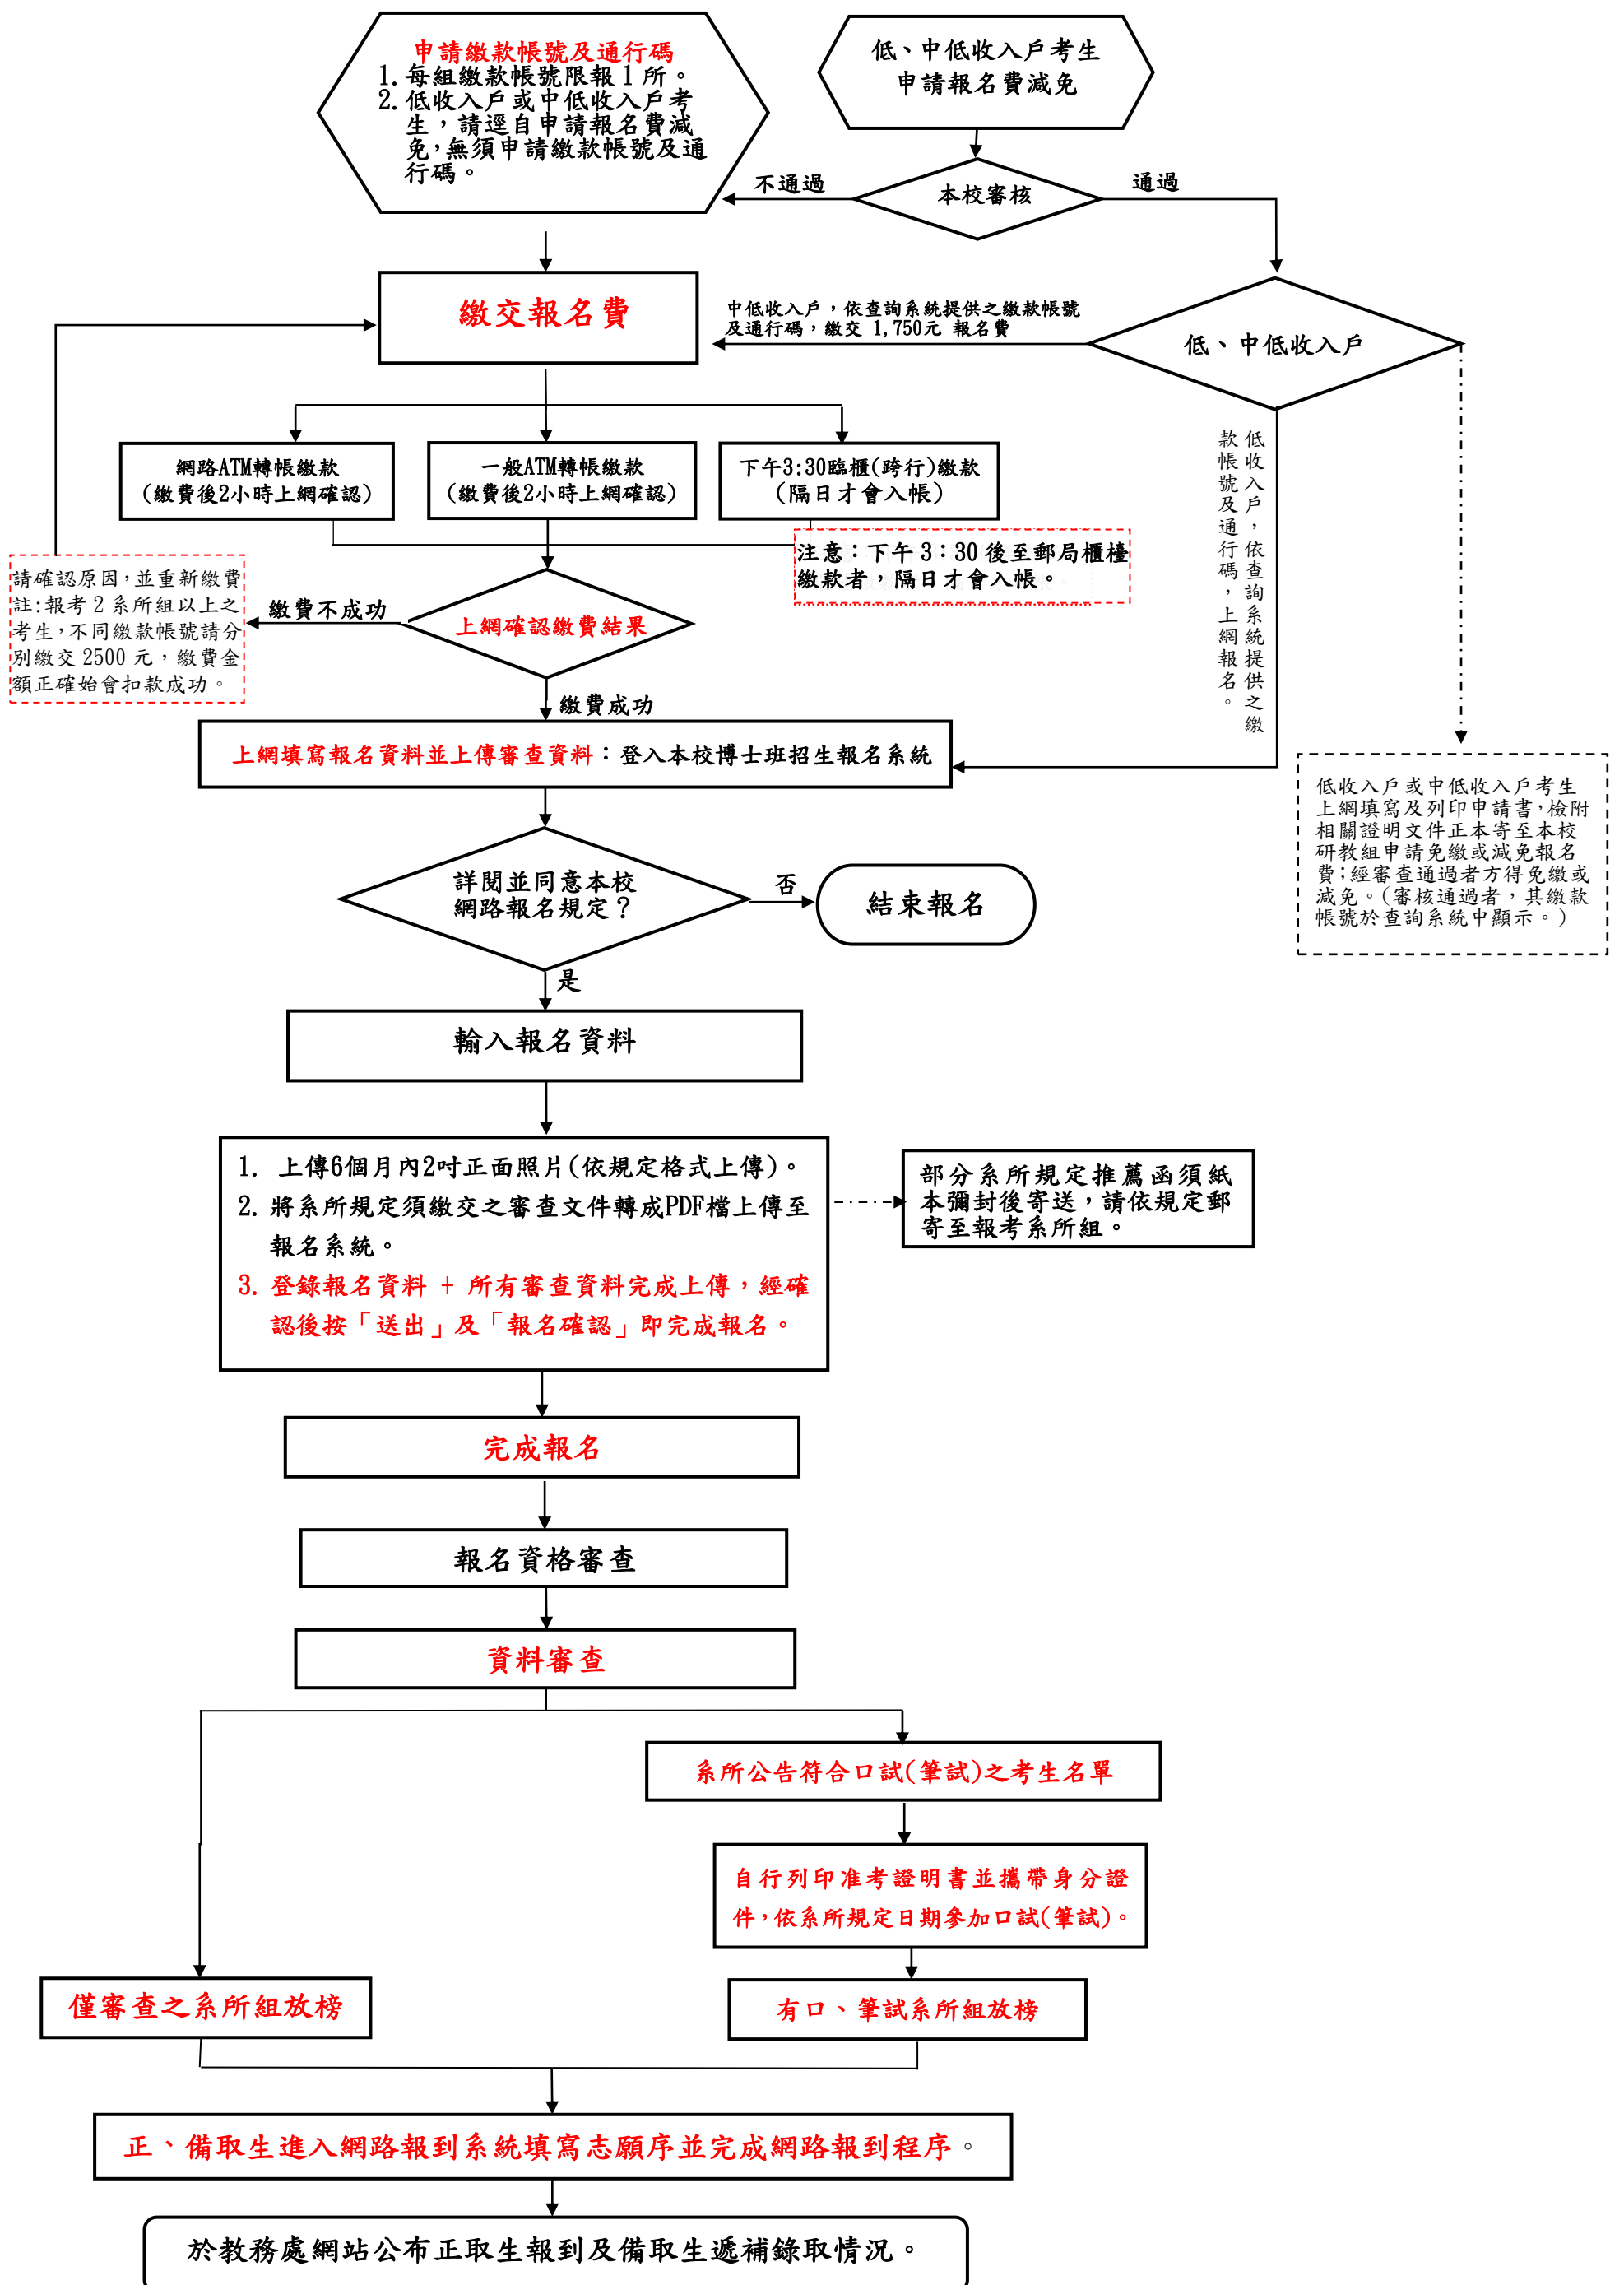 申請繳款帳號及通行碼
1. 每組繳款帳號限報 1 所。
2. 低收入戶或中低收入戶考
生，請逕自申請報名費減
免，無須申請繳款帳號及通
行碼。
低、中低收入戶考生
申請報名費減免
不通過
本校審核
通過
繳交報名費
中低收入戶，依查詢系統提供之繳款帳號
及通行碼，繳交 1,750元 報名費
低、中低收入戶
網路ATM轉帳繳款
(繳費後2小時上網確認)
一般ATM轉帳繳款
(繳費後2小時上網確認)
下午3:30臨櫃(跨行)繳款
(隔日才會入帳)
低收入戶，依查詢系統提供之繳
款帳號及通行碼，上網報名。
注意：下午 3：30 後至郵局櫃檯
繳款者，隔日才會入帳。
請確認原因，並重新繳費
註:報考 2 系所組以上之
考生，不同繳款帳號請分
別繳交 2500 元，繳費金
額正確始會扣款成功。
繳費不成功
上網確認繳費結果
繳費成功
上網填寫報名資料並上傳審查資料：登入本校博士班招生報名系統
低收入戶或中低收入戶考生
上網填寫及列印申請書，檢附
相關證明文件正本寄至本校
研教組申請免繳或減免報名
費；經審查通過者方得免繳或
減免。(審核通過者，其繳款
帳號於查詢系統中顯示。)
詳閱並同意本校
網路報名規定？
否
結束報名
是
輸入報名資料
1. 上傳6個月內2吋正面照片(依規定格式上傳)。
2. 將系所規定須繳交之審查文件轉成PDF檔上傳至
報名系統。
3. 登錄報名資料 + 所有審查資料完成上傳，經確
認後按「送出」及「報名確認」即完成報名。
部分系所規定推薦函須紙
本彌封後寄送，請依規定郵
寄至報考系所組。
完成報名
報名資格審查
資料審查
系所公告符合口試(筆試)之考生名單
自行列印准考證明書並攜帶身分證
件，依系所規定日期參加口試(筆試)。
僅審查之系所組放榜
有口、筆試系所組放榜
正、備取生進入網路報到系統填寫志願序並完成網路報到程序。
於教務處網站公布正取生報到及備取生遞補錄取情況。